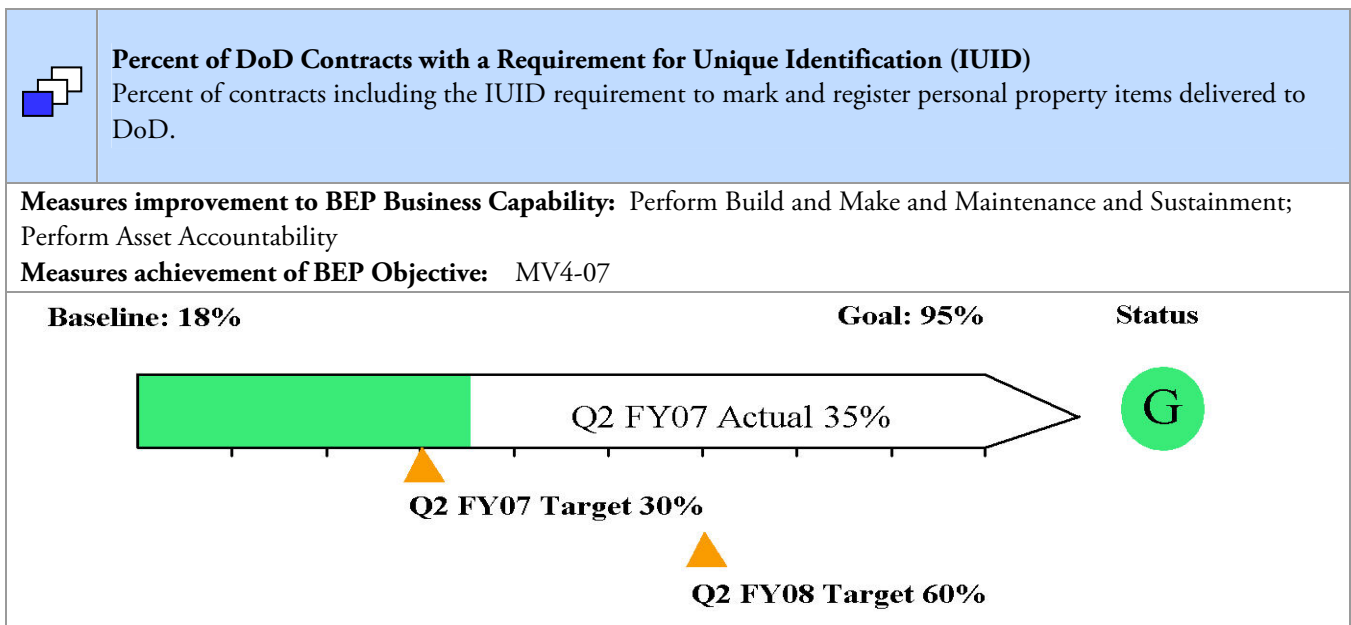 Percent of DoD Contracts with a Requirement for Unique Identification (IUID)
Percent of contracts including the IUID requirement to mark and register personal property items delivered to
DoD.
Measures improvement to BEP Business Capability: Perform Build and Make and Maintenance and Sustainment;
Perform Asset Accountability
Measures achievement of BEP Objective: MV4-07
Baseline: 18% Goal: 95% Status
Q2 FY07 Actual 35% G
Q2 FY07 Target 30%
Q2 FY08 Target 60%